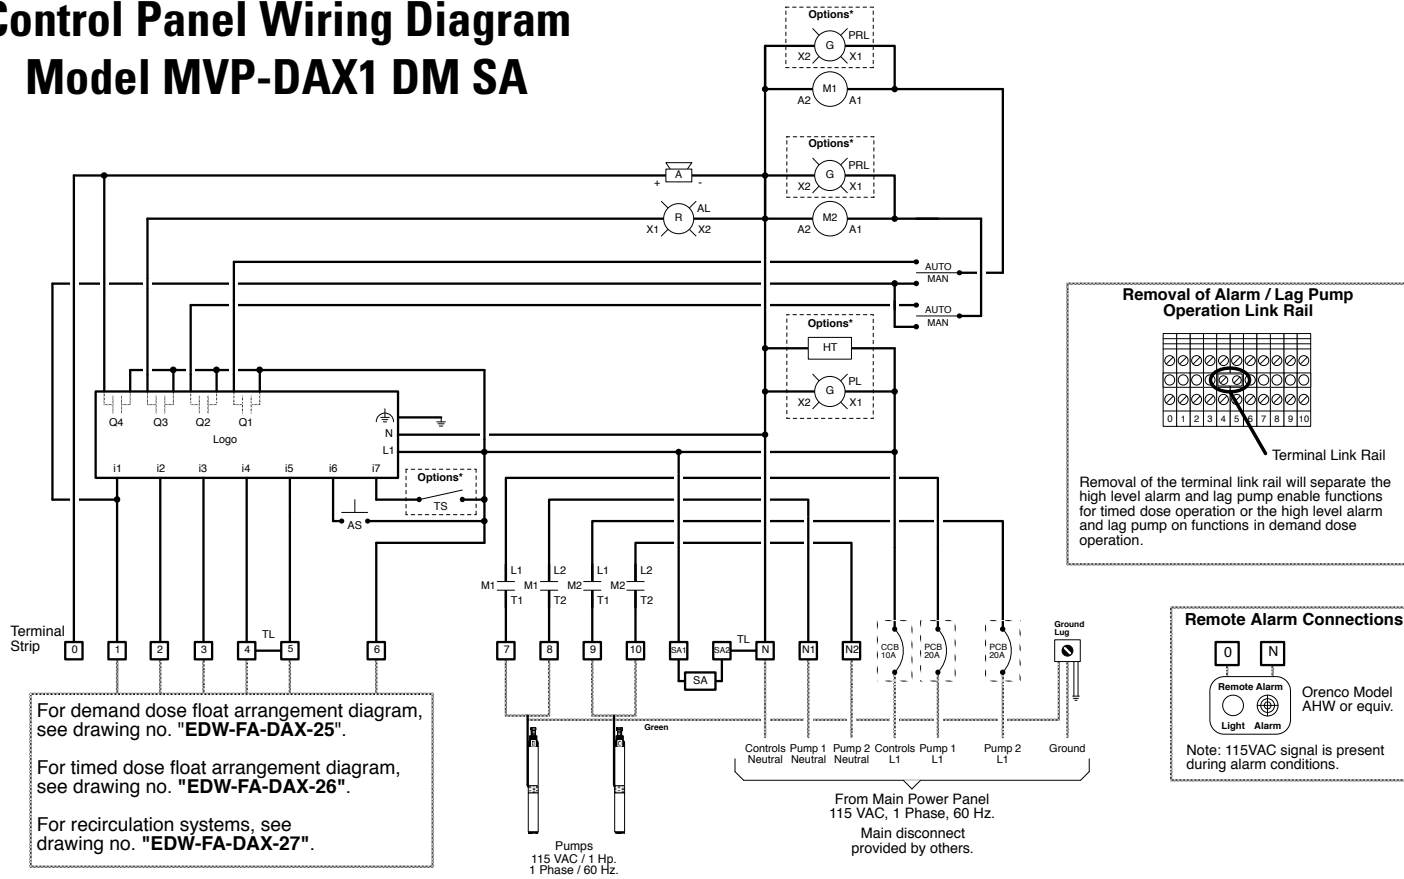 Control Panel Wiring Diagram
Model MVP-DAX1 DM SA
Options*
G
PRL
X2
X1
M1
A2
A1
Options*
G
PRL
X2
X1
M2
A2
A1
A
+
-
R
AL
X1
X2
AUTO
MAN
AUTO
MAN
Options*
HT
G
PL
X2
X1
Q4
Q3
Q2
Q1
Logo
N
L1
i1
i2
i3
i4
i5
i6
i7
Options*
TS
AS
L1
M1
T1
L2
M1
T2
L1
M2
T1
L2
M2
T2
Terminal
Strip
0
1
2
3
4
TL
5
6
7
8
9
10
SA1
SA2
TL
N
N1
N2
SA
CCB
10A
PCB
20A
PCB
20A
Ground
Lug
Green
For demand dose float arrangement diagram,
see drawing no. "EDW-FA-DAX-25".
For timed dose float arrangement diagram,
see drawing no. "EDW-FA-DAX-26".
For recirculation systems, see
drawing no. "EDW-FA-DAX-27".
Pumps
115 VAC / 1 Hp.
1 Phase / 60 Hz.
Controls
Neutral
Pump 1
Neutral
Pump 2
Neutral
Controls
L1
Pump 1
L1
Pump 2
L1
Ground
From Main Power Panel
115 VAC, 1 Phase, 60 Hz.
Main disconnect
provided by others.
Removal of Alarm / Lag Pump
Operation Link Rail
0 1 2 3 4 5 6 7 8 9 10
Terminal Link Rail
Removal of the terminal link rail will separate the
high level alarm and lag pump enable functions
for timed dose operation or the high level alarm
and lag pump on functions in demand dose
operation.
Remote Alarm Connections
0
N
Remote Alarm
Light
Alarm
Orenco Model
AHW or equiv.
Note: 115VAC signal is present
during alarm conditions.